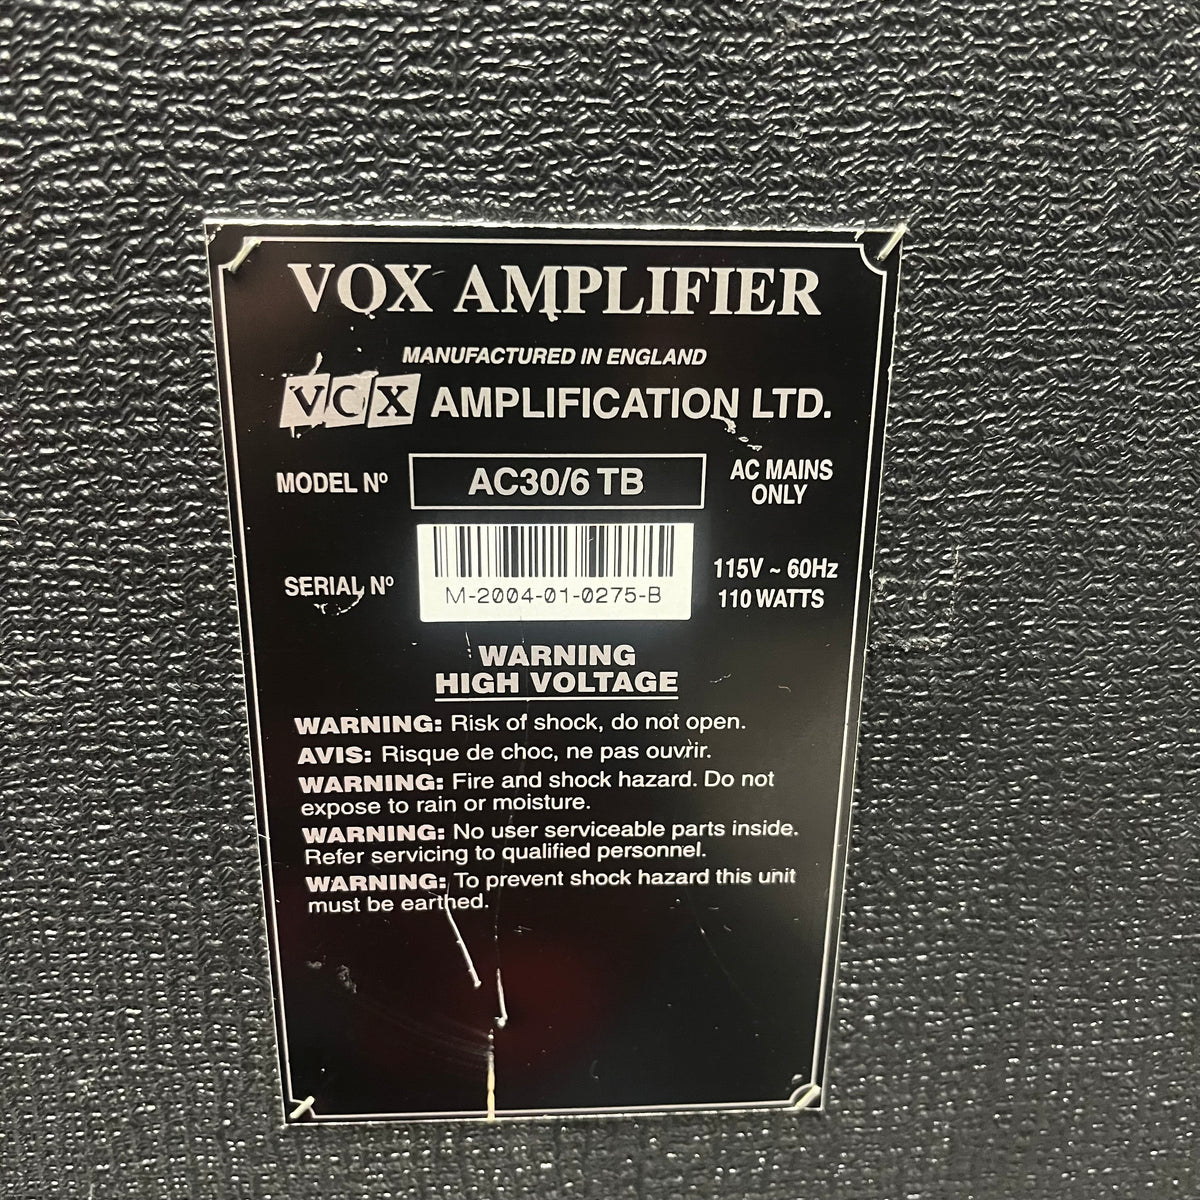 VOX AMPLIFIER
MANUFACTURED IN ENGLAND
VOX AMPLIFICATION LTD.
MODEL Nº AC30/6 TB AC MAINS
ONLY
SERIAL Nº M-2004-01-0275-B 115V ~ 60Hz
110 WATTS
WARNING
HIGH VOLTAGE
WARNING: Risk of shock, do not open.
AVIS: Risque de choc, ne pas ouvrir.
WARNING: Fire and shock hazard. Do not
expose to rain or moisture.
WARNING: No user serviceable parts inside.
Refer servicing to qualified personnel.
WARNING: To prevent shock hazard this unit
must be earthed.